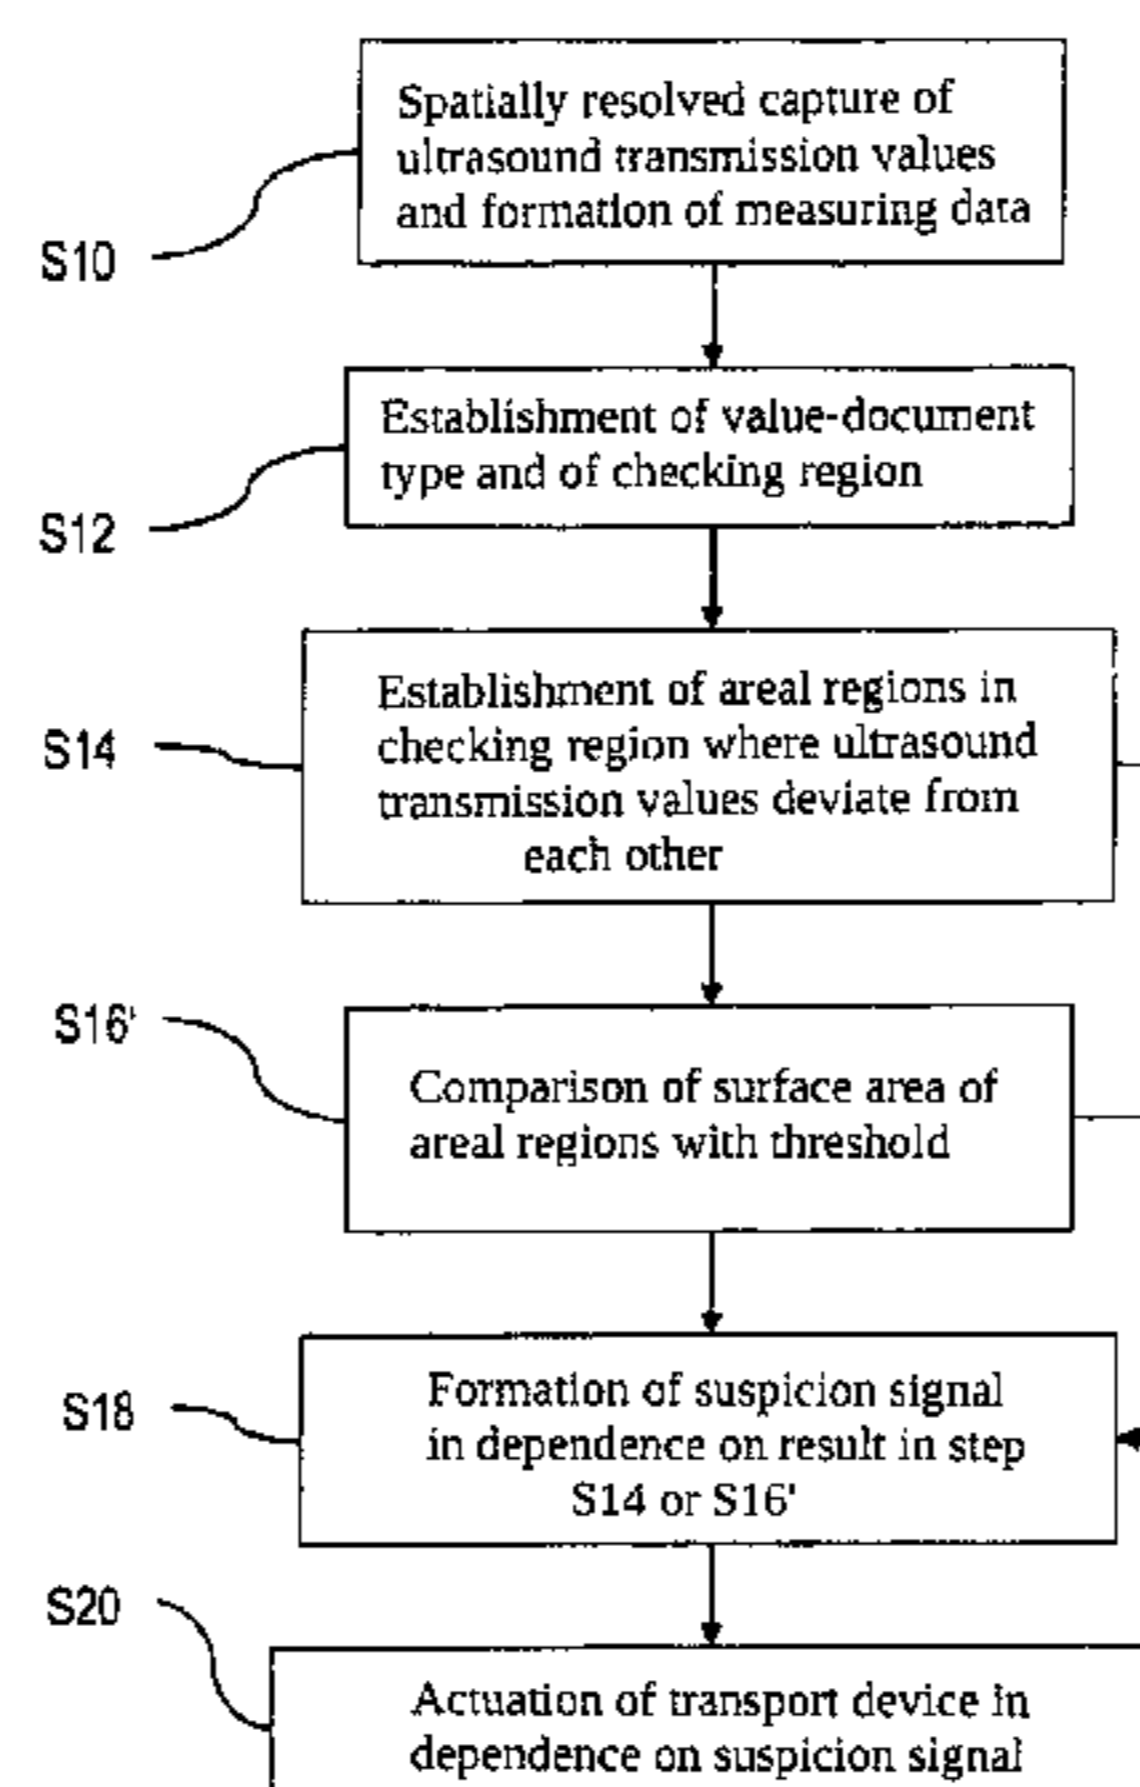 Spatially resolved capture of
ultrasound transmission values
and formation of measuring data
S10
Establishment of value-document
type and of checking region
S12
Establishment of areal regions in
checking region where ultrasound
transmission values deviate from
each other
S14
S16'
Comparison of surface area of
areal regions with threshold
Formation of suspicion signal
in dependence on result in step
S14 or S16'
S18
S20
Actuation of transport device in
dependence on suspicion signal